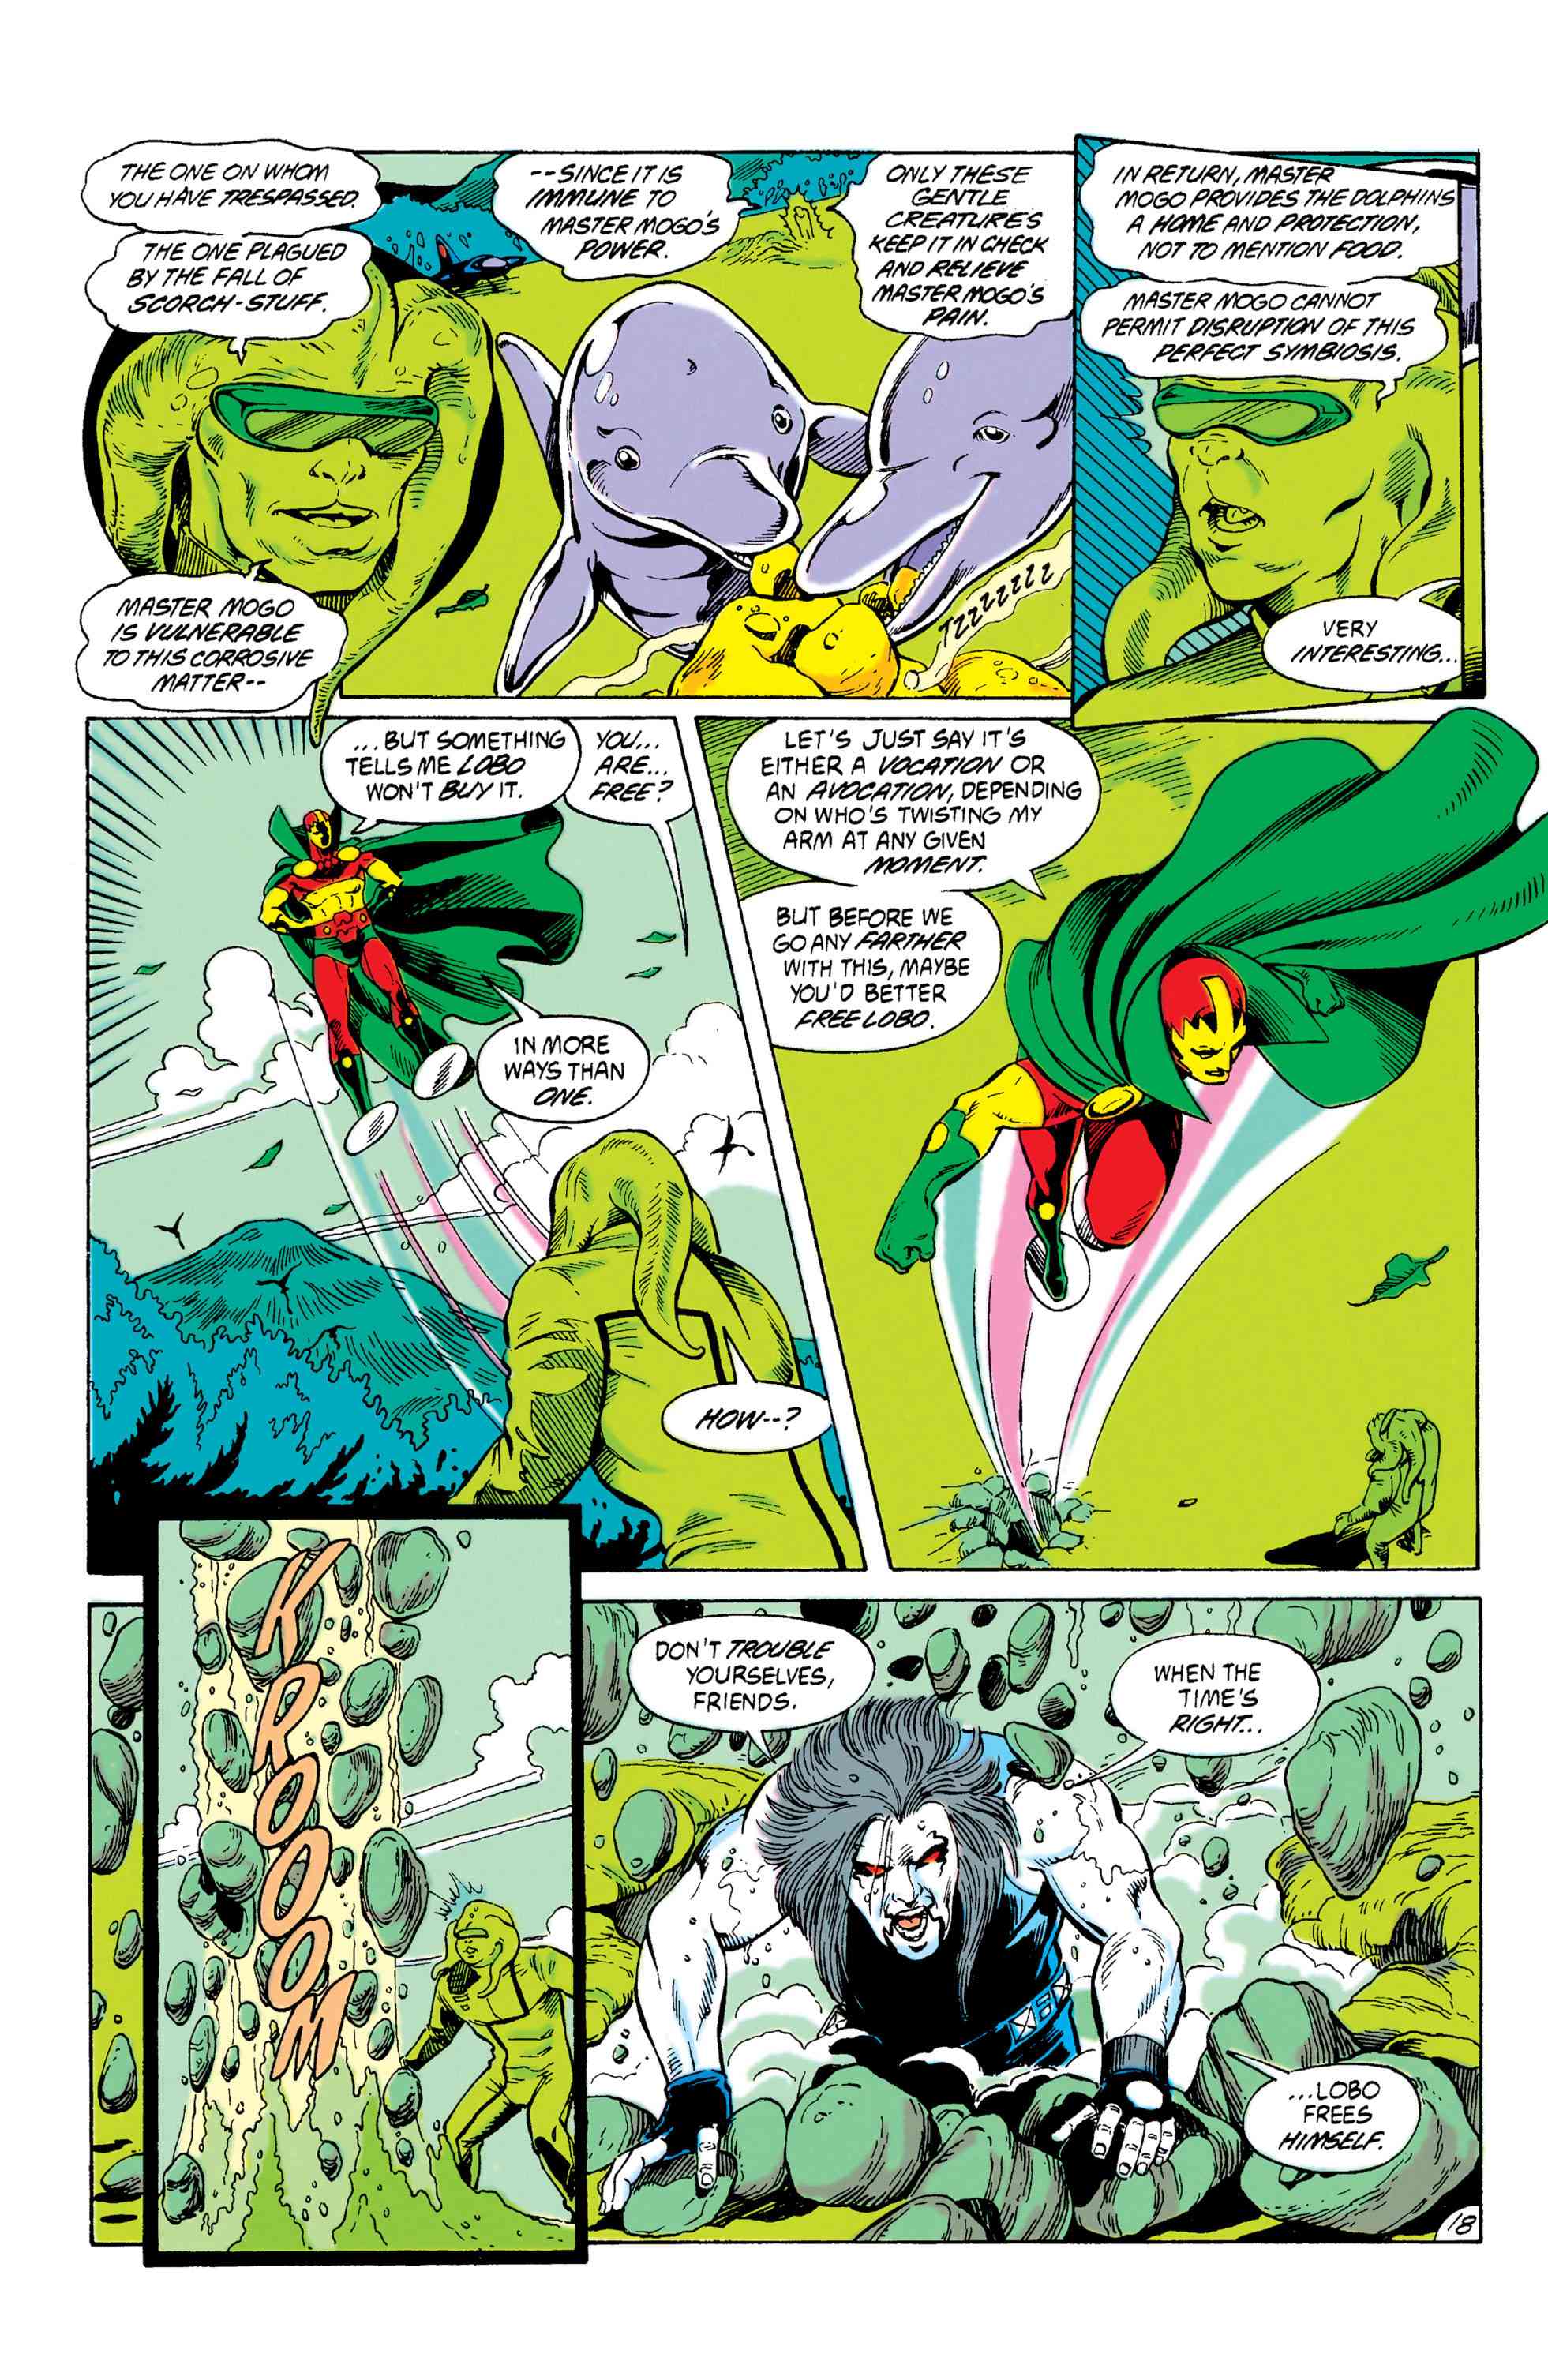 THE ONE ON WHOM
YOU HAVE TRESPASSED.
THE ONE PLAGUED
BY THE FALL OF
SCORCH-STUFF.
MASTER MOGO
IS VULNERABLE
TO THIS CORROSIVE
MATTER--
--SINCE IT IS
IMMUNE TO
MASTER MOGO'S
POWER.
ONLY THESE
GENTLE
CREATURE'S
KEEP IT IN CHECK
AND RELIEVE
MASTER MOGO'S
PAIN.
TZZZZZZZ
IN RETURN, MASTER
MOGO PROVIDES THE DOLPHINS
A HOME AND PROTECTION,
NOT TO MENTION FOOD.
MASTER MOGO CANNOT
PERMIT DISRUPTION OF THIS
PERFECT SYMBIOSIS.
VERY
INTERESTING...
...BUT SOMETHING
TELLS ME LOBO
WON'T BUY IT.
YOU...
ARE...
FREE?
IN MORE
WAYS THAN
ONE.
HOW--?
LET'S JUST SAY IT'S
EITHER A VOCATION OR
AN AVOCATION, DEPENDING
ON WHO'S TWISTING MY
ARM AT ANY GIVEN
MOMENT.
BUT BEFORE WE
GO ANY FARTHER
WITH THIS, MAYBE
YOU'D BETTER
FREE LOBO.
KROOOOM
DON'T TROUBLE
YOURSELVES,
FRIENDS.
WHEN THE
TIME'S
RIGHT...
...LOBO
FREES
HIMSELF.
18